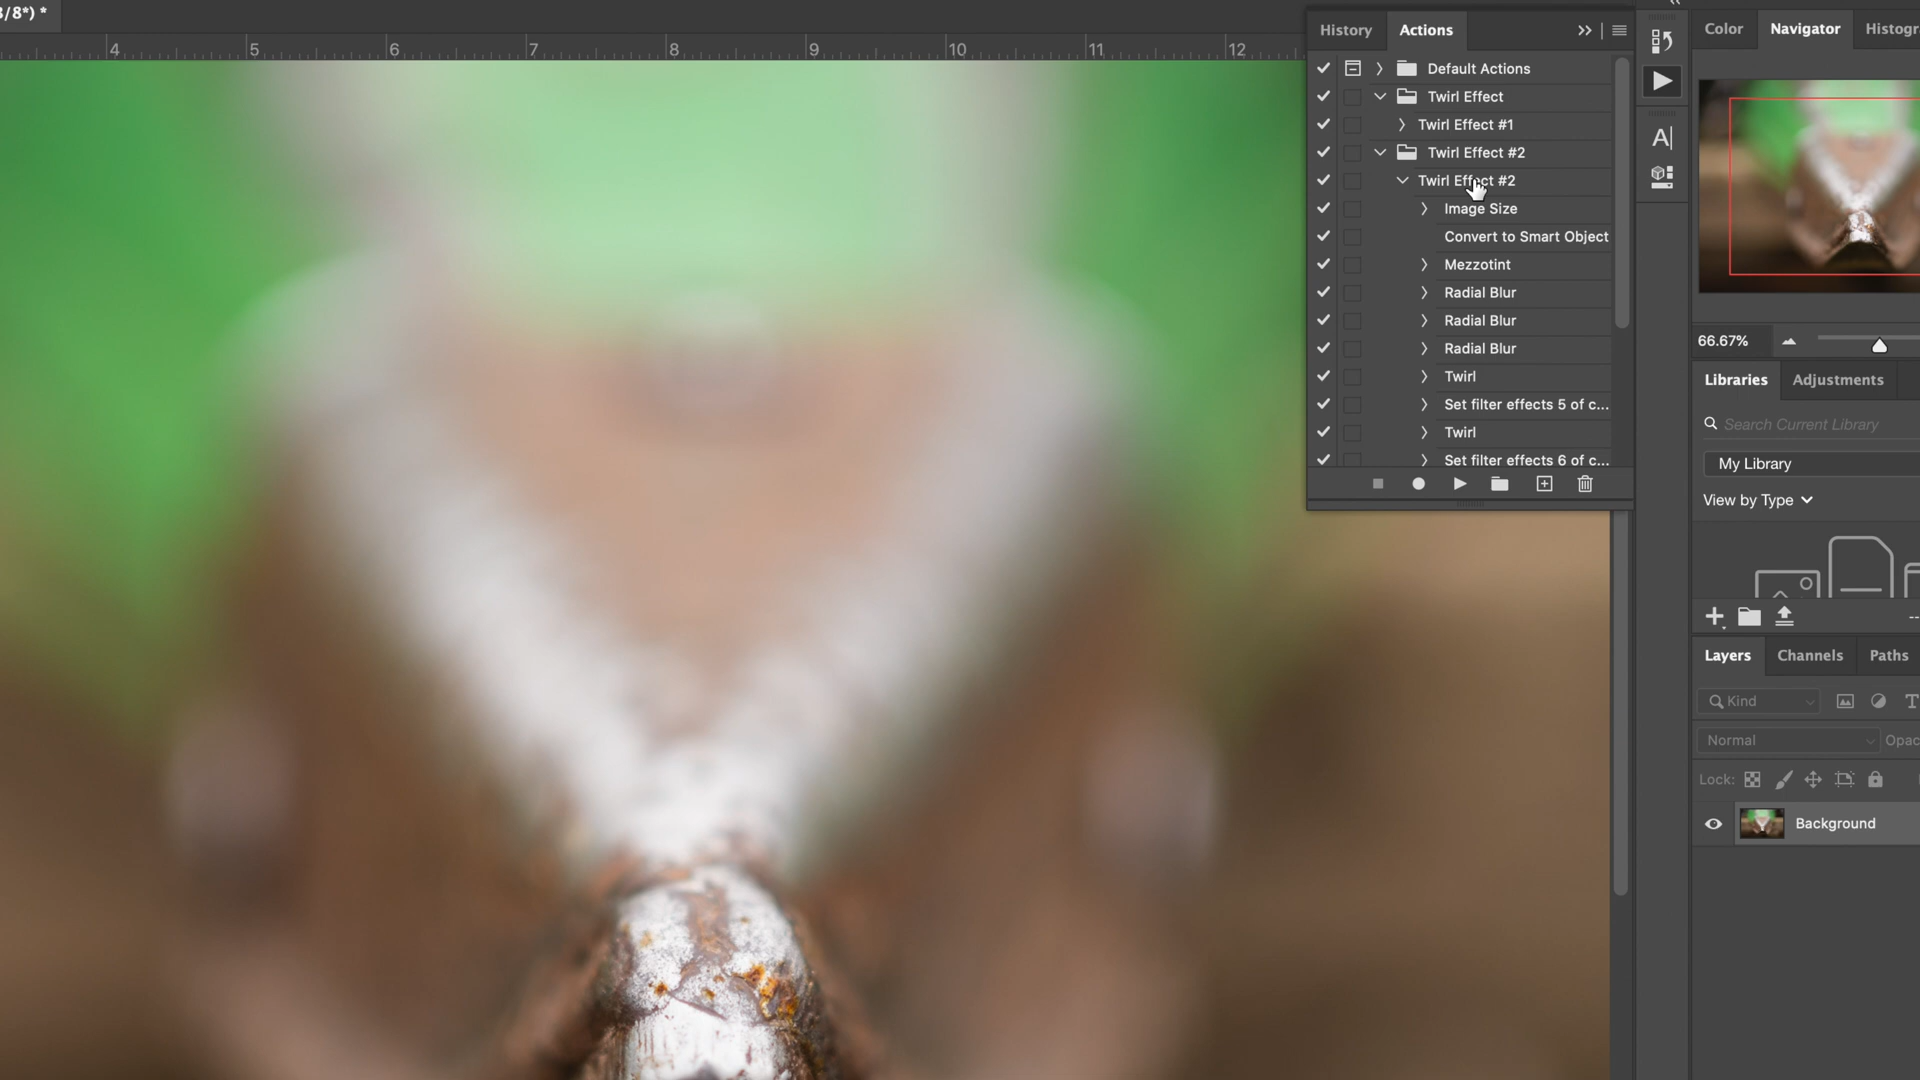 3/8*) *
4 5 6 7 8 9 10 11 12
History Actions
Default Actions
Twirl Effect
Twirl Effect #1
Twirl Effect #2
Twirl Effect #2
Image Size
Convert to Smart Object
Mezzotint
Radial Blur
Radial Blur
Radial Blur
Twirl
Set filter effects 5 of c...
Twirl
Set filter effects 6 of c...
A|
Color Navigator Histogr
66.67%
Libraries Adjustments
Search Current Library
My Library
View by Type
Layers Channels Paths
Kind
T
Normal Opac
Lock:
Background